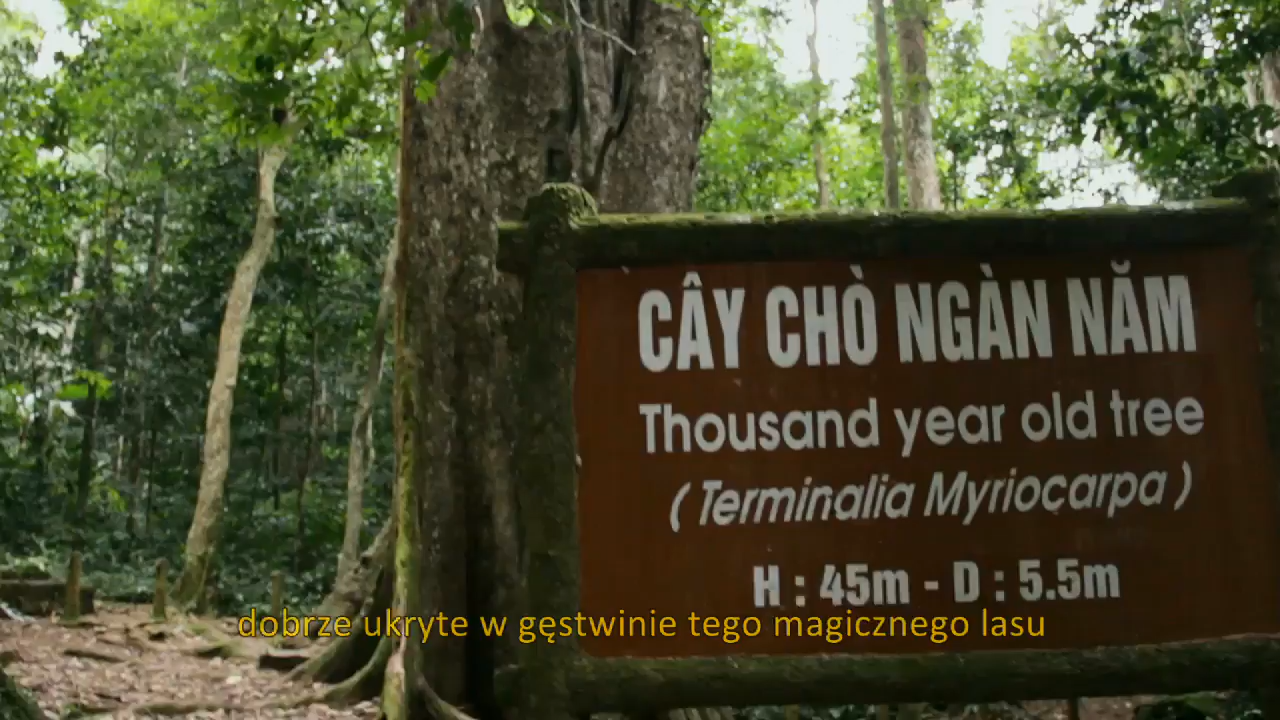 CÂY CHÒ NGÀN NĂM
Thousand year old tree
( Terminalia Myriocarpa )
H : 45m - D : 5.5m
dobrze ukryte w gęstwinie tego magicznego lasu